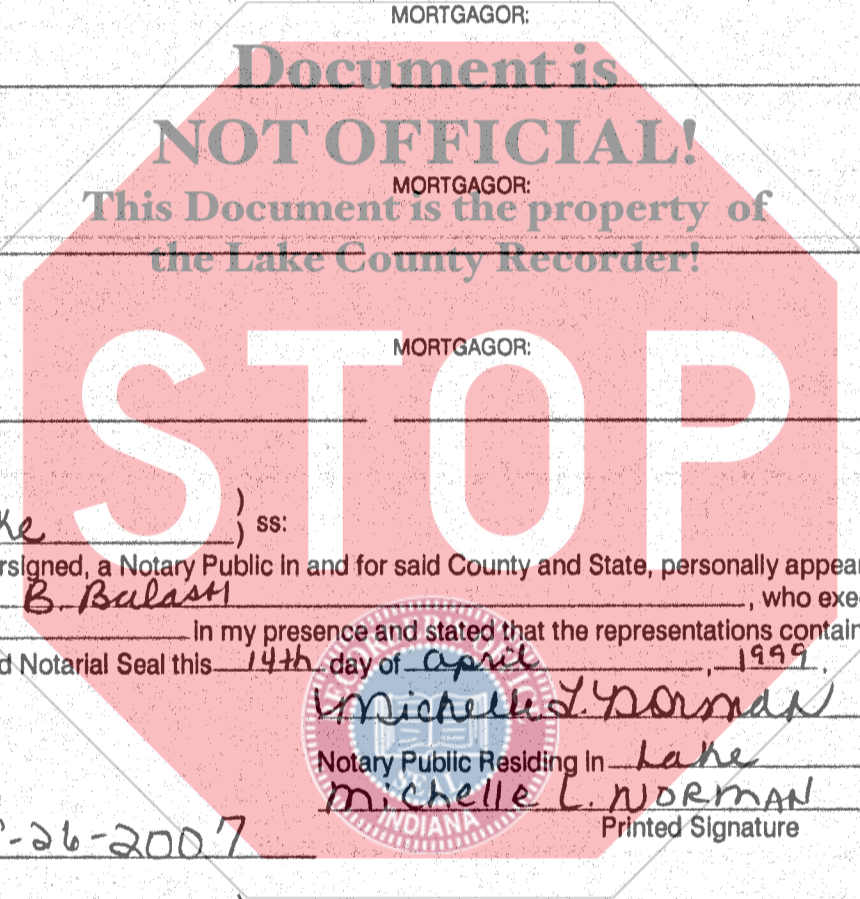 MORTGAGOR:
Document is
NOT OFFICIAL!
MORTGAGOR:
This Document is the property of
the Lake County Recorder!
MORTGAGOR:
STOP
ke ) ss:
rsigned, a Notary Public in and for said County and State, personally appear
B. Balash, who exe
in my presence and stated that the representations contain
d Notarial Seal this 14th day of april, 1999.
Michelle L. Norman
Notary Public Residing in Lake
Michelle L. NORMAN
Printed Signature
-26-2007
INDIANA